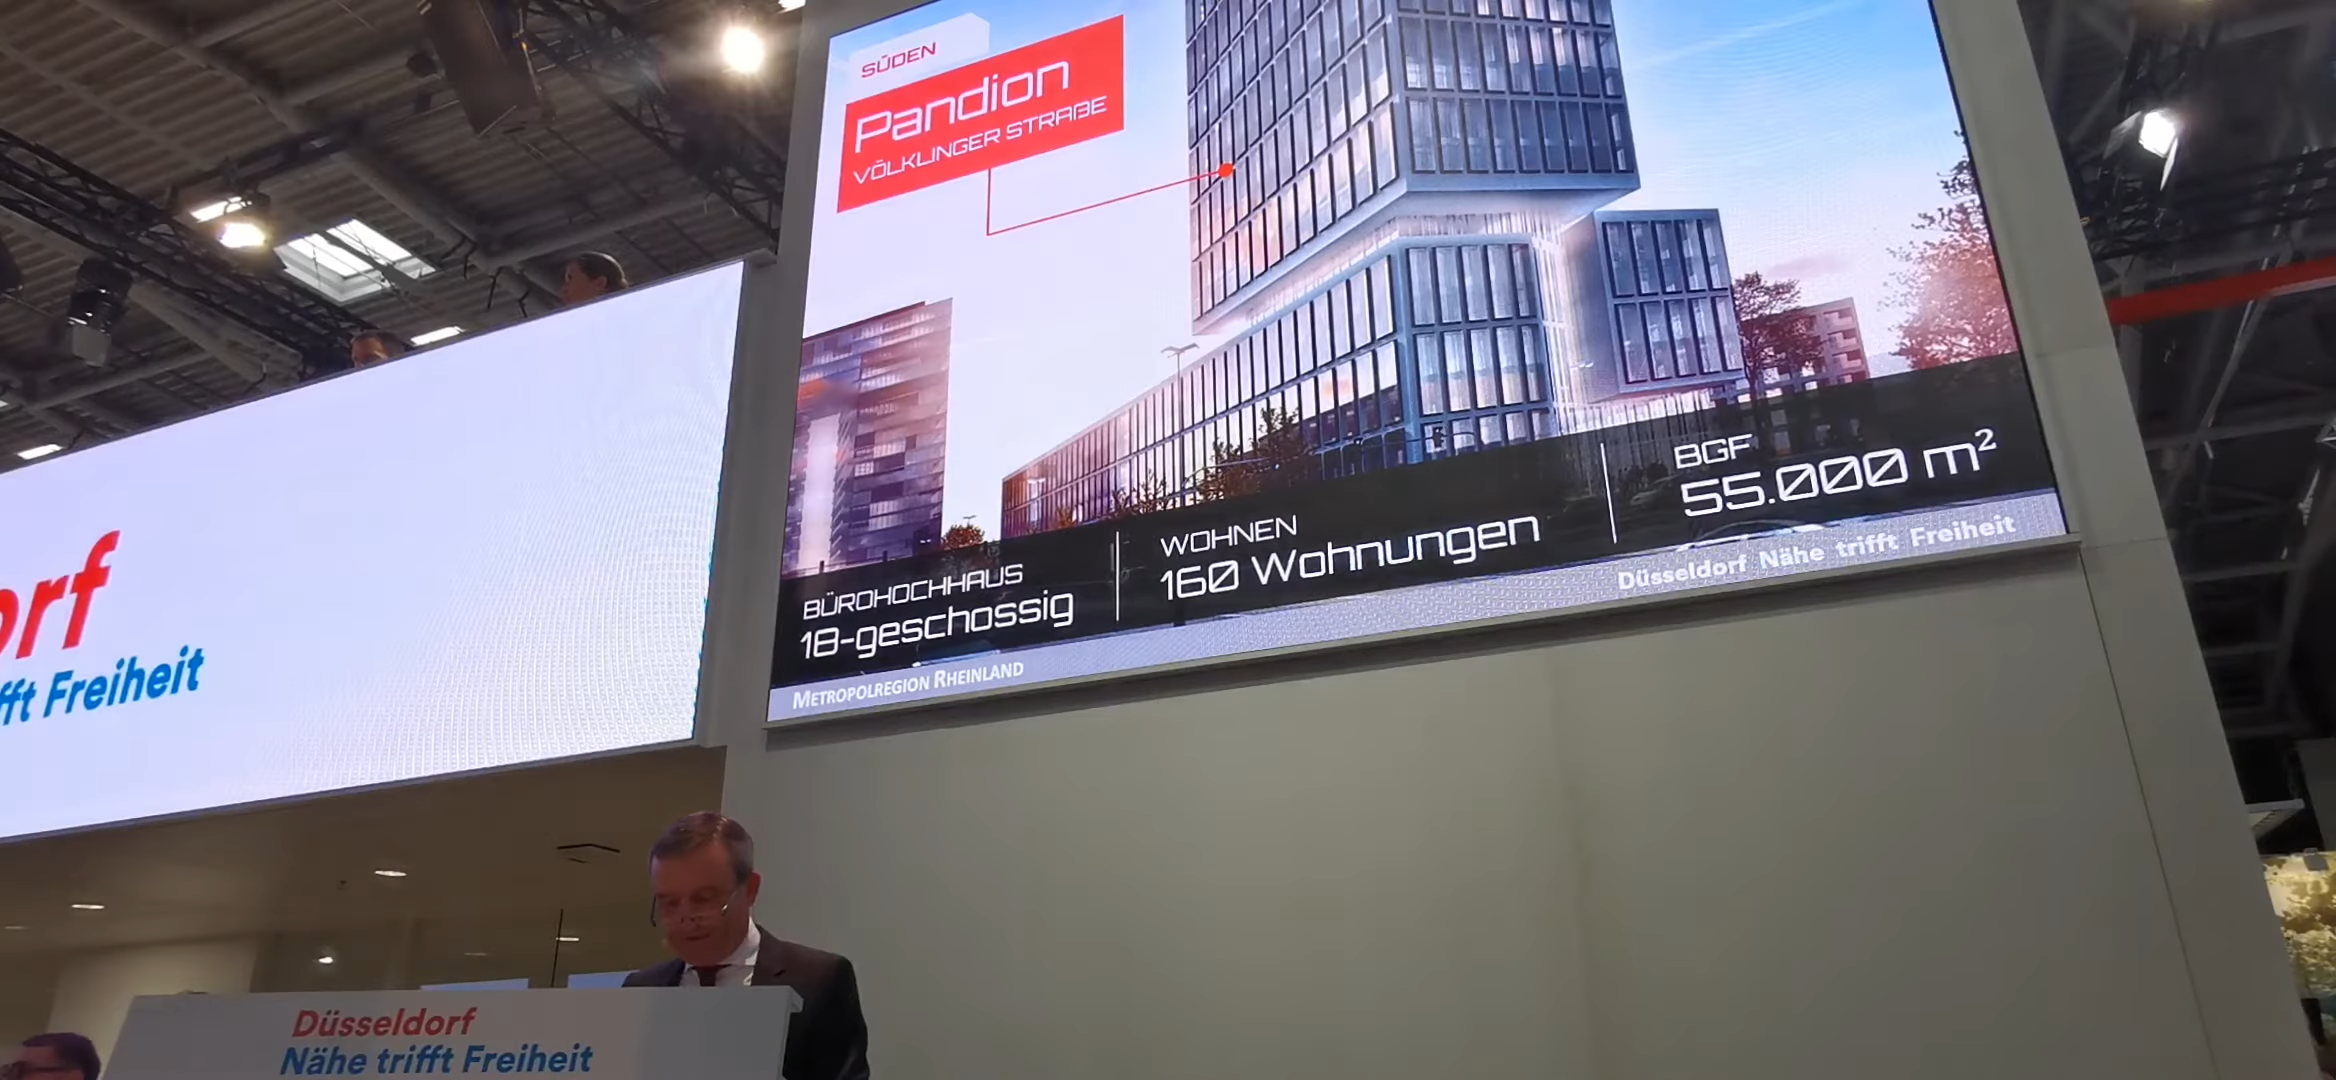 SÜDEN
Pandion
VÖLKLINGER STRAßE
BÜROHOCHHAUS
18-geschossig
WOHNEN
160 Wohnungen
BGF
55.000 m²
METROPOLREGION RHEINLAND
Düsseldorf Nähe trifft Freiheit
orf
fft Freiheit
Düsseldorf
Nähe trifft Freiheit